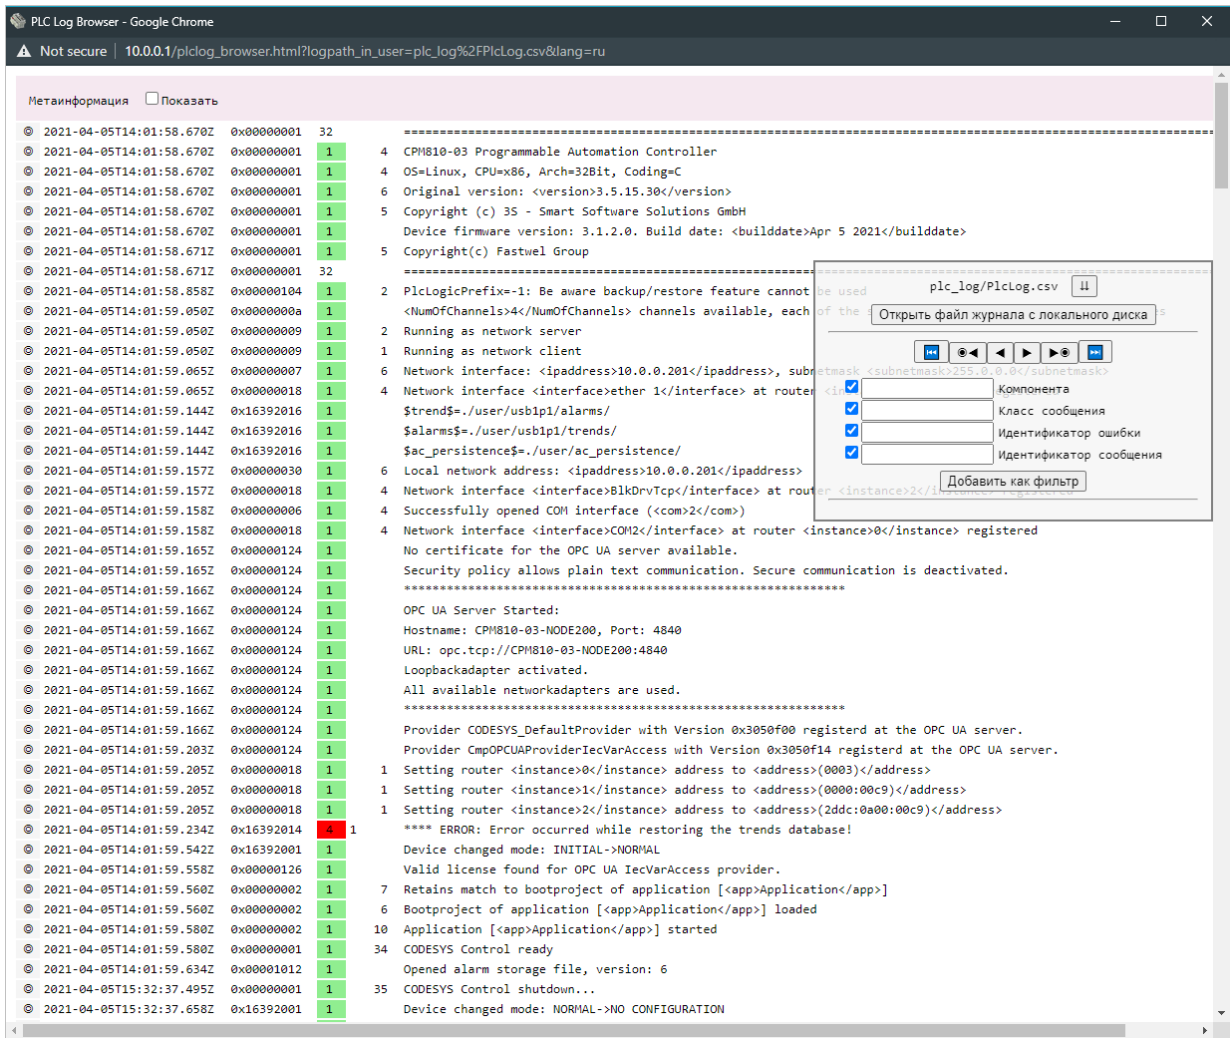 PLC Log Browser - Google Chrome
Not secure | 10.0.0.1/plclog_browser.html?logpath_in_user=plc_log%2FPlcLog.csv&lang=ru
Метаинформация Показать
2021-04-05T14:01:58.670Z 0x00000001 32 ====================================================================================================
2021-04-05T14:01:58.670Z 0x00000001 1 4 CPM810-03 Programmable Automation Controller
2021-04-05T14:01:58.670Z 0x00000001 1 4 OS=Linux, CPU=x86, Arch=32Bit, Coding=C
2021-04-05T14:01:58.670Z 0x00000001 1 6 Original version: <version>3.5.15.30</version>
2021-04-05T14:01:58.670Z 0x00000001 1 5 Copyright (c) 3S - Smart Software Solutions GmbH
2021-04-05T14:01:58.670Z 0x00000001 1 Device firmware version: 3.1.2.0. Build date: <builddate>Apr 5 2021</builddate>
2021-04-05T14:01:58.671Z 0x00000001 1 5 Copyright(c) Fastwel Group
2021-04-05T14:01:58.671Z 0x00000001 32 ====================================================================================================
2021-04-05T14:01:58.858Z 0x00000104 1 2 PlcLogicPrefix=-1: Be aware backup/restore feature cannot be used
2021-04-05T14:01:59.050Z 0x0000000a 1 <NumOfChannels>4</NumOfChannels> channels available, each of the s
2021-04-05T14:01:59.050Z 0x00000009 1 2 Running as network server
2021-04-05T14:01:59.050Z 0x00000009 1 1 Running as network client
2021-04-05T14:01:59.065Z 0x00000007 1 6 Network interface: <ipaddress>10.0.0.201</ipaddress>, subnetmask <subnetmask>255.0.0.0</subnetmask>
2021-04-05T14:01:59.065Z 0x00000018 1 4 Network interface <interface>ether 1</interface> at router
2021-04-05T14:01:59.144Z 0x16392016 1 $trend$=./user/usb1p1/alarms/
2021-04-05T14:01:59.144Z 0x16392016 1 $alarms$=./user/usb1p1/trends/
2021-04-05T14:01:59.144Z 0x16392016 1 $ac_persistence$=./user/ac_persistence/
2021-04-05T14:01:59.157Z 0x00000030 1 6 Local network address: <ipaddress>10.0.0.201</ipaddress>
2021-04-05T14:01:59.157Z 0x00000018 1 4 Network interface <interface>BlkDrvTcp</interface> at router <instance>2</
2021-04-05T14:01:59.158Z 0x00000006 1 4 Successfully opened COM interface (<com>2</com>)
2021-04-05T14:01:59.158Z 0x00000018 1 4 Network interface <interface>COM2</interface> at router <instance>0</instance> registered
2021-04-05T14:01:59.165Z 0x00000124 1 No certificate for the OPC UA server available.
2021-04-05T14:01:59.165Z 0x00000124 1 Security policy allows plain text communication. Secure communication is deactivated.
2021-04-05T14:01:59.166Z 0x00000124 1 **************************************************************
2021-04-05T14:01:59.166Z 0x00000124 1 OPC UA Server Started:
2021-04-05T14:01:59.166Z 0x00000124 1 Hostname: CPM810-03-NODE200, Port: 4840
2021-04-05T14:01:59.166Z 0x00000124 1 URL: opc.tcp://CPM810-03-NODE200:4840
2021-04-05T14:01:59.166Z 0x00000124 1 Loopbackadapter activated.
2021-04-05T14:01:59.166Z 0x00000124 1 All available networkadapters are used.
2021-04-05T14:01:59.166Z 0x00000124 1 **************************************************************
2021-04-05T14:01:59.166Z 0x00000124 1 Provider CODESYS_DefaultProvider with Version 0x3050f00 registerd at the OPC UA server.
2021-04-05T14:01:59.203Z 0x00000124 1 Provider CmpOPCUAProviderIecVarAccess with Version 0x3050f14 registerd at the OPC UA server.
2021-04-05T14:01:59.205Z 0x00000018 1 1 Setting router <instance>0</instance> address to <address>(0003)</address>
2021-04-05T14:01:59.205Z 0x00000018 1 1 Setting router <instance>1</instance> address to <address>(0000:00c9)</address>
2021-04-05T14:01:59.205Z 0x00000018 1 1 Setting router <instance>2</instance> address to <address>(2ddc:0a00:00c9)</address>
2021-04-05T14:01:59.234Z 0x16392014 4 1 **** ERROR: Error occurred while restoring the trends database!
2021-04-05T14:01:59.542Z 0x16392001 1 Device changed mode: INITIAL->NORMAL
2021-04-05T14:01:59.558Z 0x00000126 1 Valid license found for OPC UA IecVarAccess provider.
2021-04-05T14:01:59.560Z 0x00000002 1 7 Retains match to bootproject of application [<app>Application</app>]
2021-04-05T14:01:59.560Z 0x00000002 1 6 Bootproject of application [<app>Application</app>] loaded
2021-04-05T14:01:59.580Z 0x00000002 1 10 Application [<app>Application</app>] started
2021-04-05T14:01:59.580Z 0x00000001 1 34 CODESYS Control ready
2021-04-05T14:01:59.634Z 0x00001012 1 Opened alarm storage file, version: 6
2021-04-05T15:32:37.495Z 0x00000001 1 35 CODESYS Control shutdown...
2021-04-05T15:32:37.658Z 0x16392001 1 Device changed mode: NORMAL->NO CONFIGURATION
plc_log/PlcLog.csv
Открыть файл журнала с локального диска
Компонента
Класс сообщения
Идентификатор ошибки
Идентификатор сообщения
Добавить как фильтр